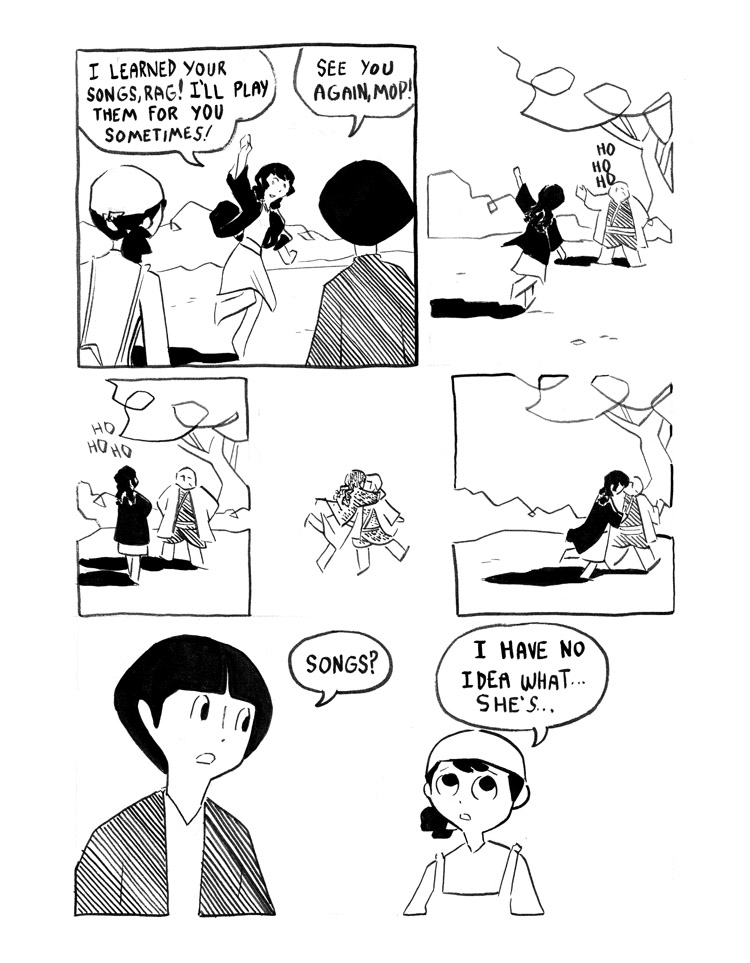 I LEARNED YOUR
SONGS, RAG! I'LL PLAY
THEM FOR YOU
SOMETIMES!
SEE YOU
AGAIN, MOP!
HO
HO
HO
HO
HO HO
SONGS?
I HAVE NO
IDEA WHAT...
SHE'S...